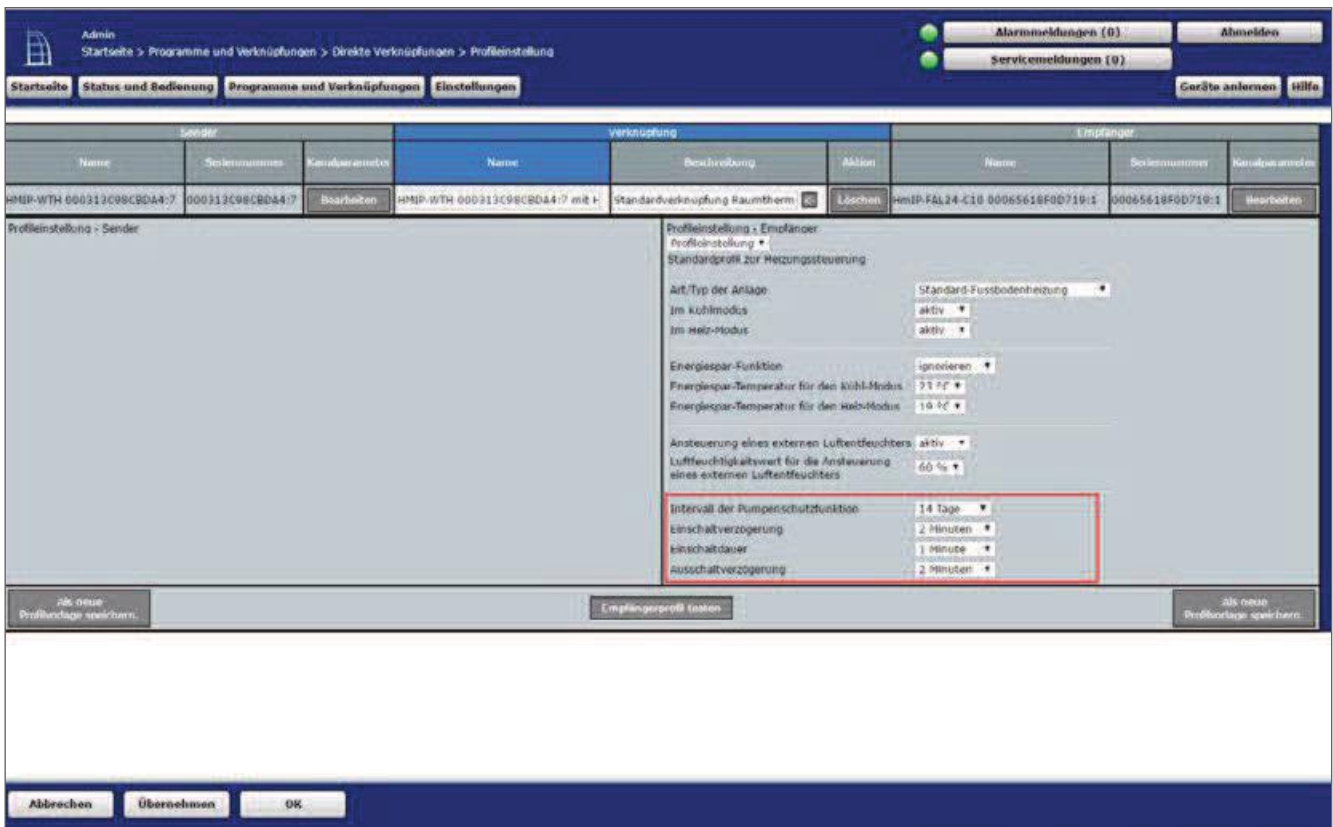 Admin
Startseite > Programme und Verknüpfungen > Direkte Verknüpfungen > Profileinstellung
Alarmmeldungen (0)
Abmelden
Servicemeldungen (0)
Startseite
Status und Bedienung
Programme und Verknüpfungen
Einstellungen
Geräte anlernen
Hilfe
Sender
Verknüpfung
Empfänger
Name
Seriennummer
Kanalparameter
Name
Beschreibung
Aktion
Name
Seriennummer
Kanalparameter
HMIP-WTH 000313C98CBDA4:7
000313C98CBDA4:7
Bearbeiten
HMIP-WTH 000313C98CBDA4:7 mit H
Standardverknüpfung Raumtherm
Löschen
HmIP-FAL24-C10 00065618F0D719:1
00065618F0D719:1
Bearbeiten
Profileinstellung - Sender
Profileinstellung - Empfänger
Profileinstellung
Standardprofil zur Heizungssteuerung
Art/Typ der Anlage
Standard-Fussbodenheizung
Im Kühlmodus
aktiv
Im Heiz-Modus
aktiv
Energiespar-Funktion
ignorieren
Energiespar-Temperatur für den Kühl-Modus
23 °C
Energiespar-Temperatur für den Heiz-Modus
19 °C
Ansteuerung eines externen Luftentfeuchters
aktiv
Luftfeuchtigkeitswert für die Ansteuerung
eines externen Luftentfeuchters
60 %
Intervall der Pumpenschutzfunktion
14 Tage
Einschaltverzögerung
2 Minuten
Einschaltdauer
1 Minute
Ausschaltverzögerung
2 Minuten
Als neue
Profilvorlage speichern.
Empfängerprofil testen
Als neue
Profilvorlage speichern.
Abbrechen
Übernehmen
OK